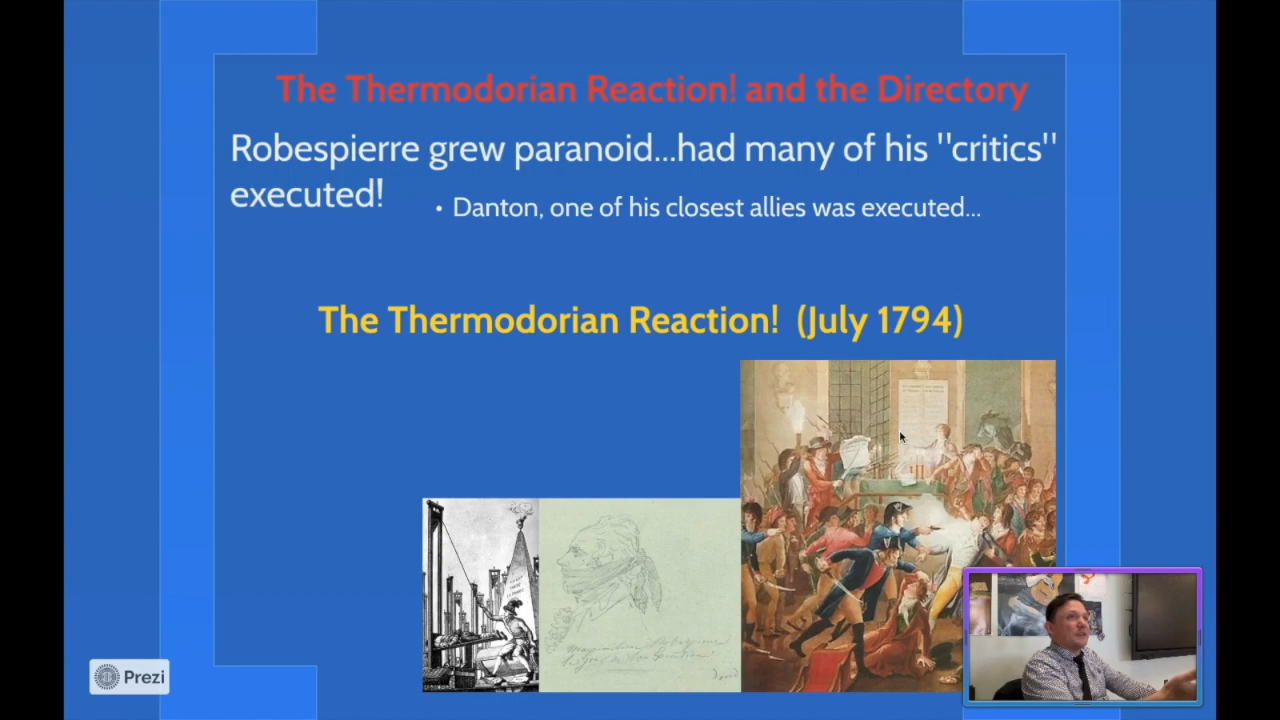 The Thermodorian Reaction! and the Directory
Robespierre grew paranoid...had many of his "critics"
executed!
• Danton, one of his closest allies was executed...
The Thermodorian Reaction! (July 1794)
Prezi